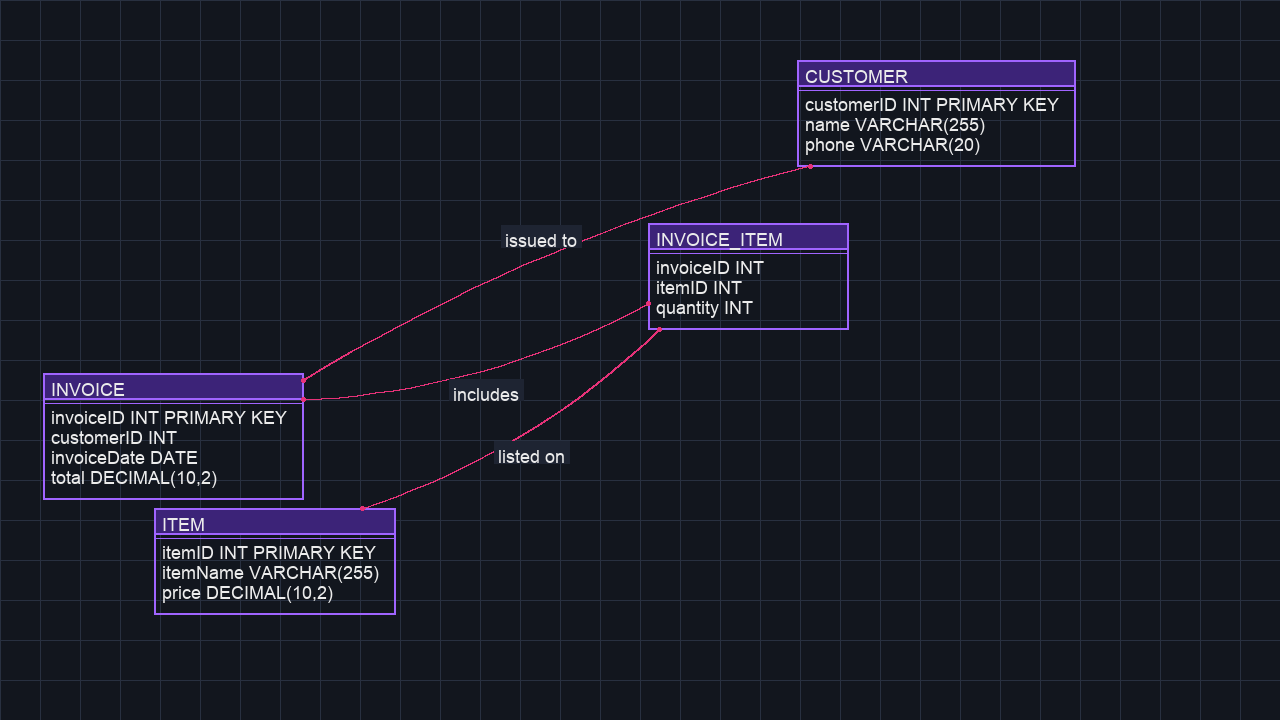 CUSTOMER
customerID INT PRIMARY KEY
name VARCHAR(255)
phone VARCHAR(20)
issued to
INVOICE_ITEM
invoiceID INT
itemID INT
quantity INT
includes
INVOICE
invoiceID INT PRIMARY KEY
customerID INT
invoiceDate DATE
total DECIMAL(10,2)
listed on
ITEM
itemID INT PRIMARY KEY
itemName VARCHAR(255)
price DECIMAL(10,2)